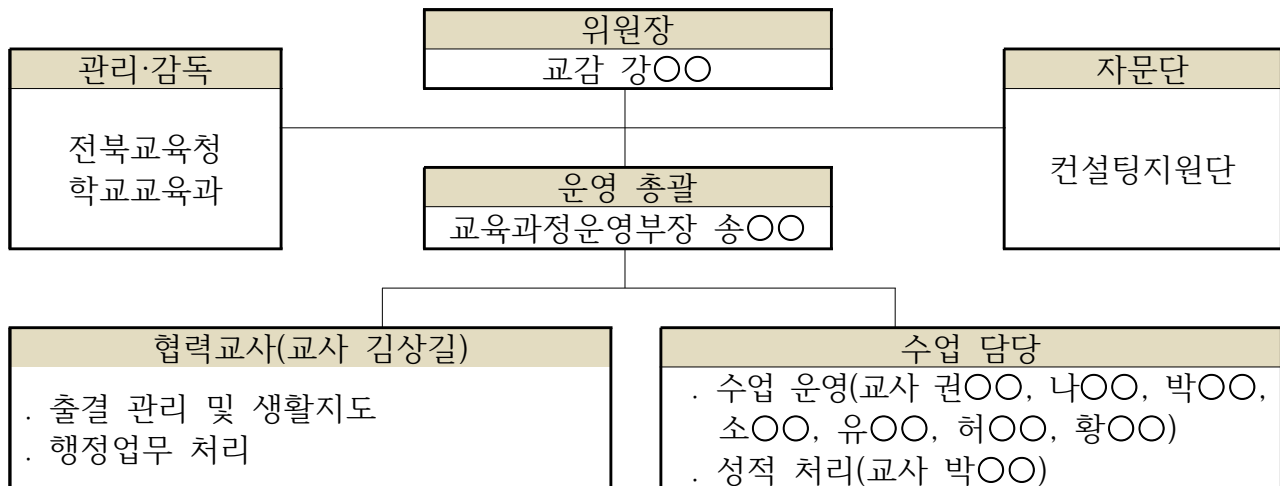 위원장
교감 강○○
관리·감독
전북교육청
학교교육과
자문단
컨설팅지원단
운영 총괄
교육과정운영부장 송○○
협력교사(교사 김상길)
. 출결 관리 및 생활지도
. 행정업무 처리
수업 담당
. 수업 운영(교사 권○○, 나○○, 박○○,
소○○, 유○○, 허○○, 황○○)
. 성적 처리(교사 박○○)